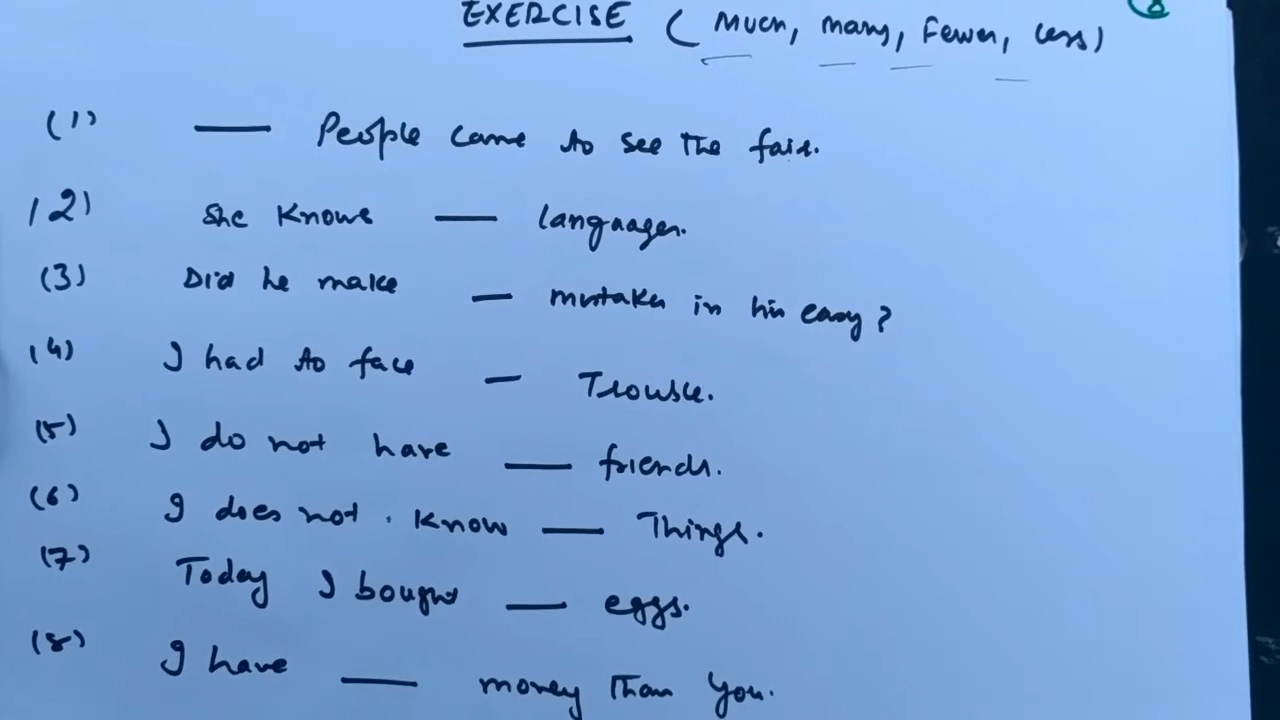 EXERCISE (Much, many, Fewer, less)
8
(1) — People came to see the fair.
(2) She Knows — languages.
(3) Did he make — mistakes in his essay?
(4) I had to face — Trouble.
(5) I do not have — friends.
(6) I does not. Know — Things.
(7) Today I bought — eggs.
(8) I have — money Than You.